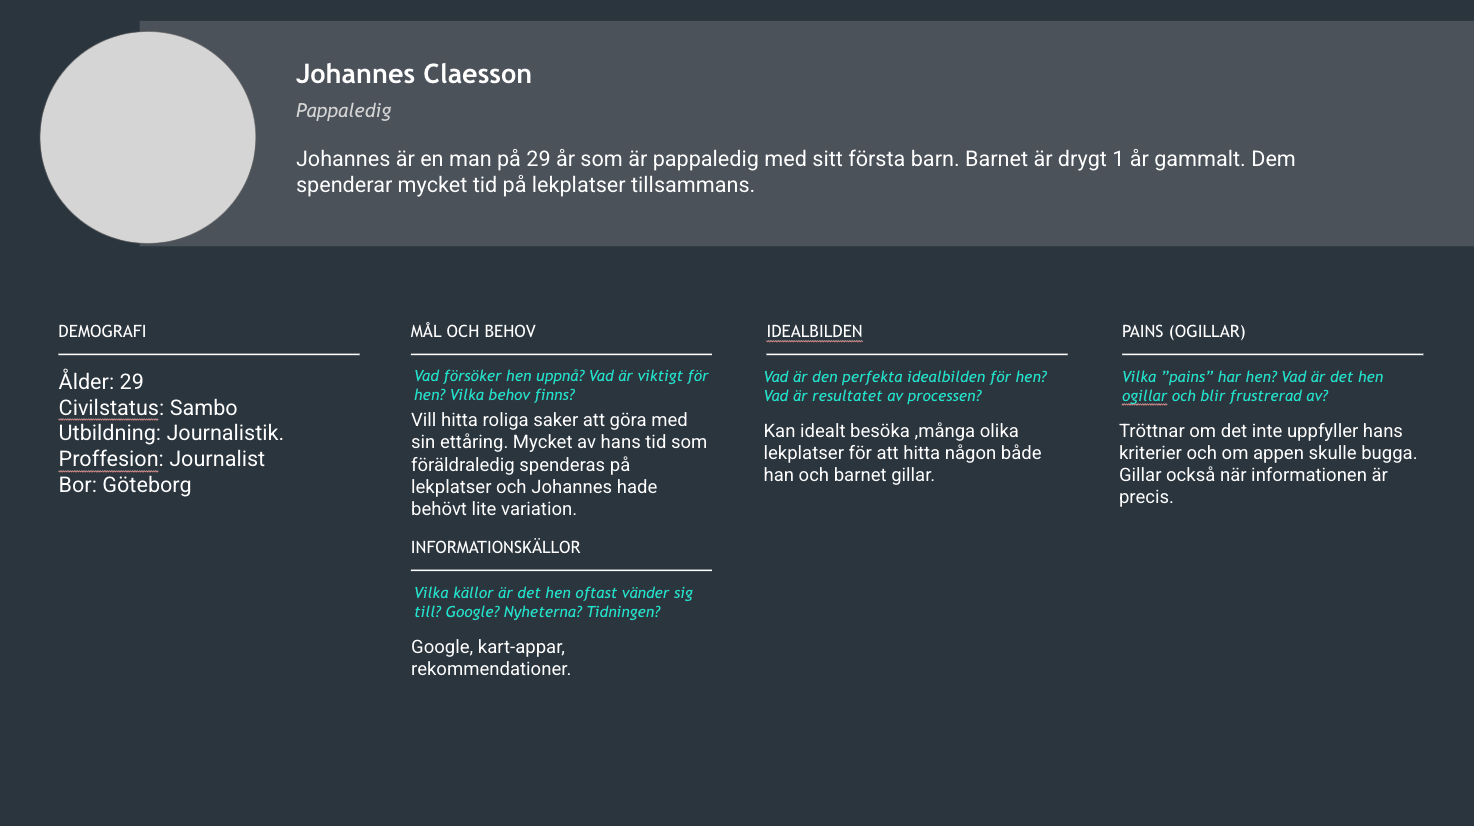 Johannes Claesson
Pappaledig
Johannes är en man på 29 år som är pappaledig med sitt första barn. Barnet är drygt 1 år gammalt. Dem
spenderar mycket tid på lekplatser tillsammans.
DEMOGRAFI
Ålder: 29
Civilstatus: Sambo
Utbildning: Journalistik.
Proffesion: Journalist
Bor: Göteborg
MÅL OCH BEHOV
Vad försöker hen uppnå? Vad är viktigt för
hen? Vilka behov finns?
Vill hitta roliga saker att göra med
sin ettåring. Mycket av hans tid som
föräldraledig spenderas på
lekplatser och Johannes hade
behövt lite variation.
INFORMATIONSKÄLLOR
Vilka källor är det hen oftast vänder sig
till? Google? Nyheterna? Tidningen?
Google, kart-appar,
rekommendationer.
IDEALBILDEN
Vad är den perfekta idealbilden för hen?
Vad är resultatet av processen?
Kan idealt besöka ,många olika
lekplatser för att hitta någon både
han och barnet gillar.
PAINS (OGILLAR)
Vilka ”pains” har hen? Vad är det hen
ogillar och blir frustrerad av?
Tröttnar om det inte uppfyller hans
kriterier och om appen skulle bugga.
Gillar också när informationen är
precis.